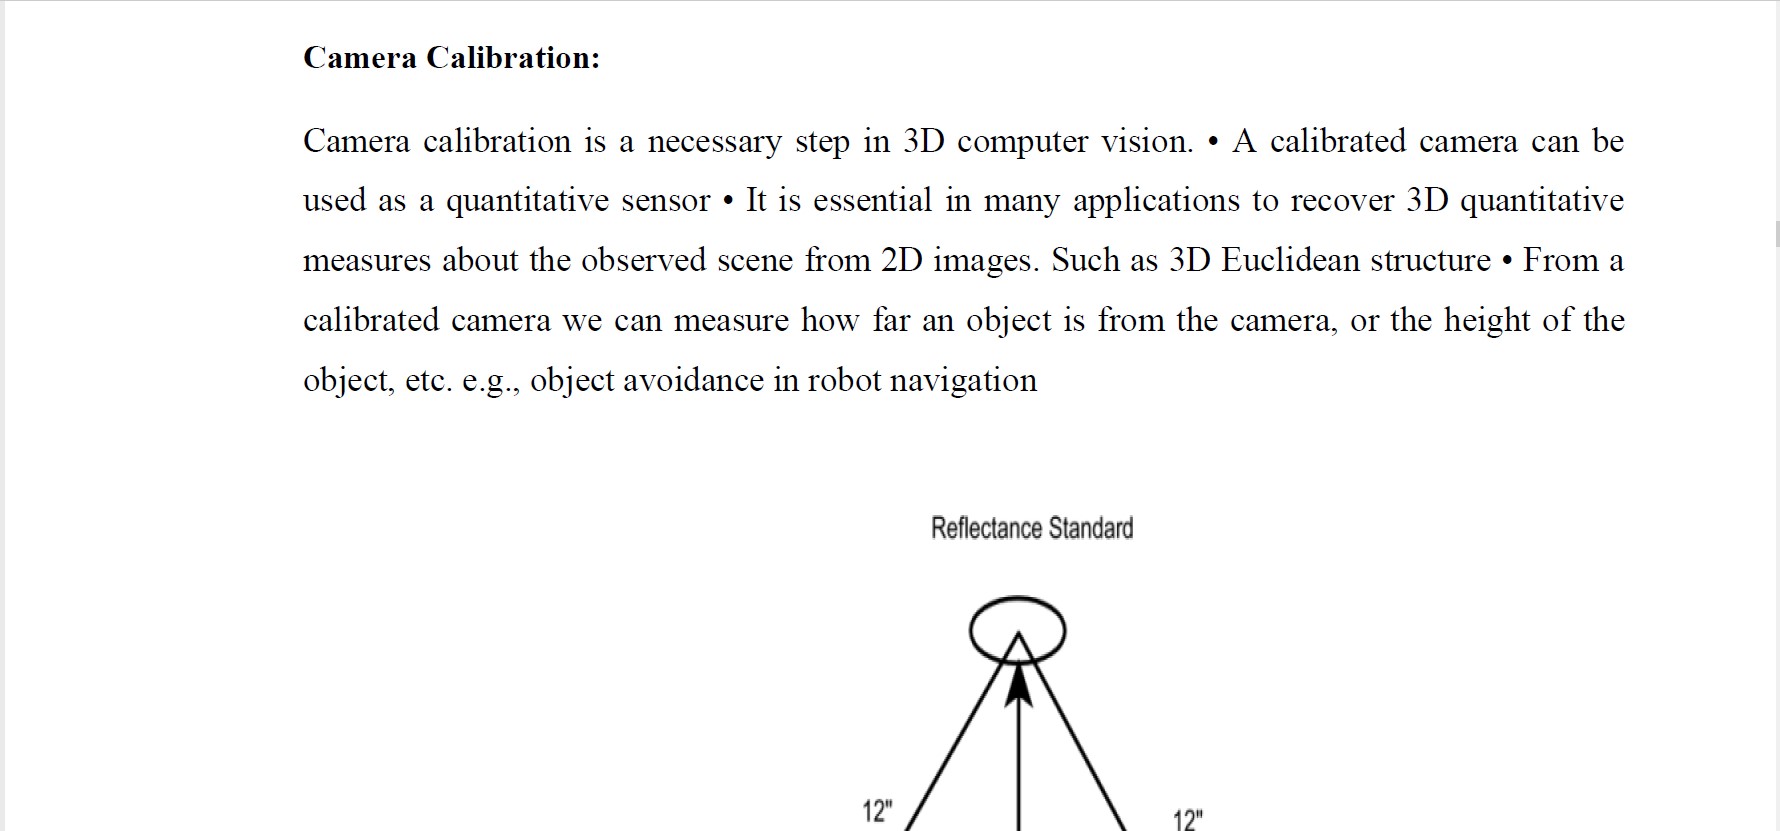 Camera Calibration:
Camera calibration is a necessary step in 3D computer vision. • A calibrated camera can be
used as a quantitative sensor • It is essential in many applications to recover 3D quantitative
measures about the observed scene from 2D images. Such as 3D Euclidean structure • From a
calibrated camera we can measure how far an object is from the camera, or the height of the
object, etc. e.g., object avoidance in robot navigation
Reflectance Standard
12"
12"